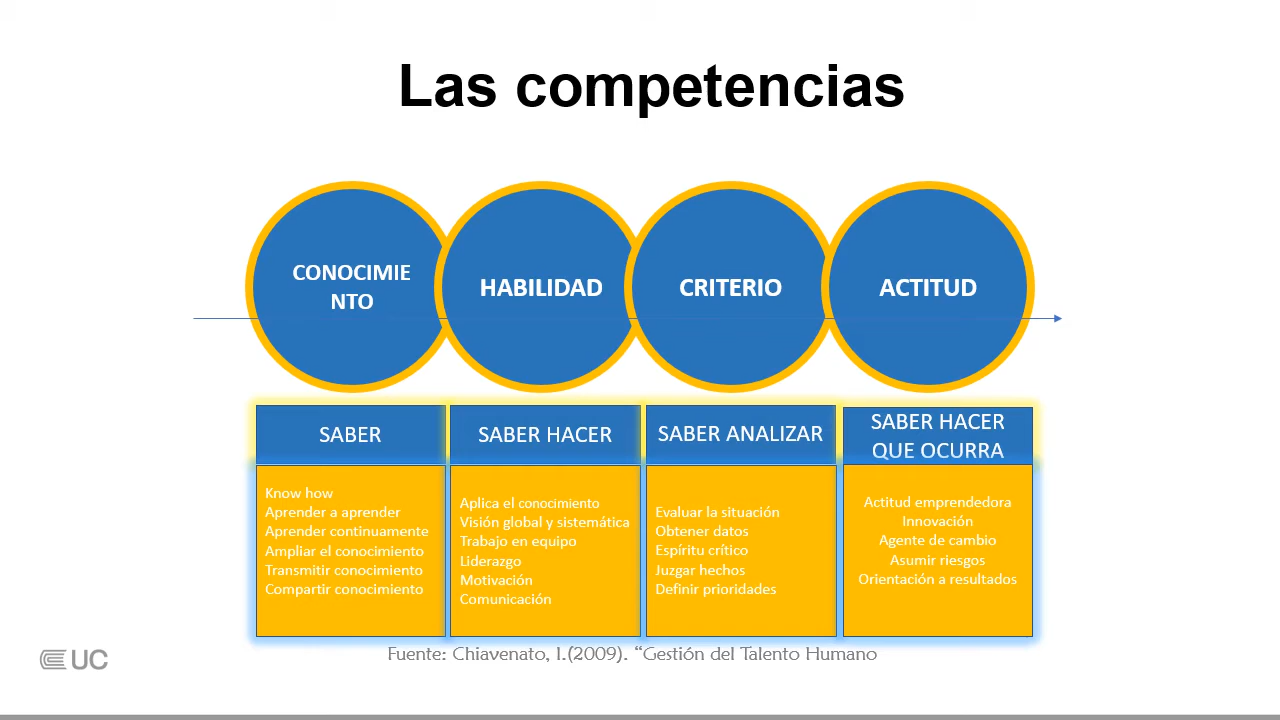 Las competencias
CONOCIMIE
NTO
HABILIDAD
CRITERIO
ACTITUD
SABER
SABER HACER
SABER ANALIZAR
SABER HACER
QUE OCURRA
Know how
Aprender a aprender
Aprender continuamente
Ampliar el conocimiento
Transmitir conocimiento
Compartir conocimiento
Aplica el conocimiento
Visión global y sistemática
Trabajo en equipo
Liderazgo
Motivación
Comunicación
Evaluar la situación
Obtener datos
Espíritu crítico
Juzgar hechos
Definir prioridades
Actitud emprendedora
Innovación
Agente de cambio
Asumir riesgos
Orientación a resultados
UC
Fuente: Chiavenato, I.(2009). “Gestión del Talento Humano